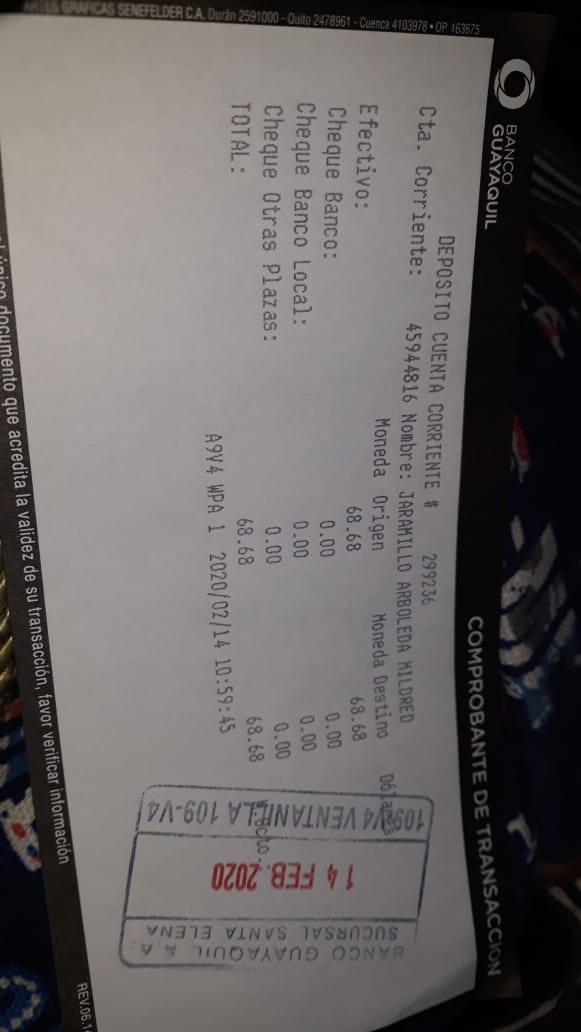 ARTES GRAFICAS SENEFELDER C.A. Durán 2591000 - Quito 2478961 - Cuenca 4103978 • OP. 163675
BANCO
GUAYAQUIL
COMPROBANTE DE TRANSACCION
DEPOSITO CUENTA CORRIENTE # 299236
Cta. Corriente: 45944816 Nombre: JARAMILLO ARBOLEDA MILDRED
Moneda Origen Moneda Destino Dólares
Efectivo: 68.68 68.68
Cheque Banco: 0.00 0.00
Cheque Banco Local: 0.00 0.00
Cheque Otras Plazas: 0.00 0.00
TOTAL: 68.68 68.68
A9V4 WPA 1 2020/02/14 10:59:45
BANCO GUAYAQUIL S.A.
SUCURSAL SANTA ELENA
14 FEB. 2020
109-V4 VENTANILLA 109-V4
único documento que acredita la validez de su transacción, favor verificar información
REV.06.14